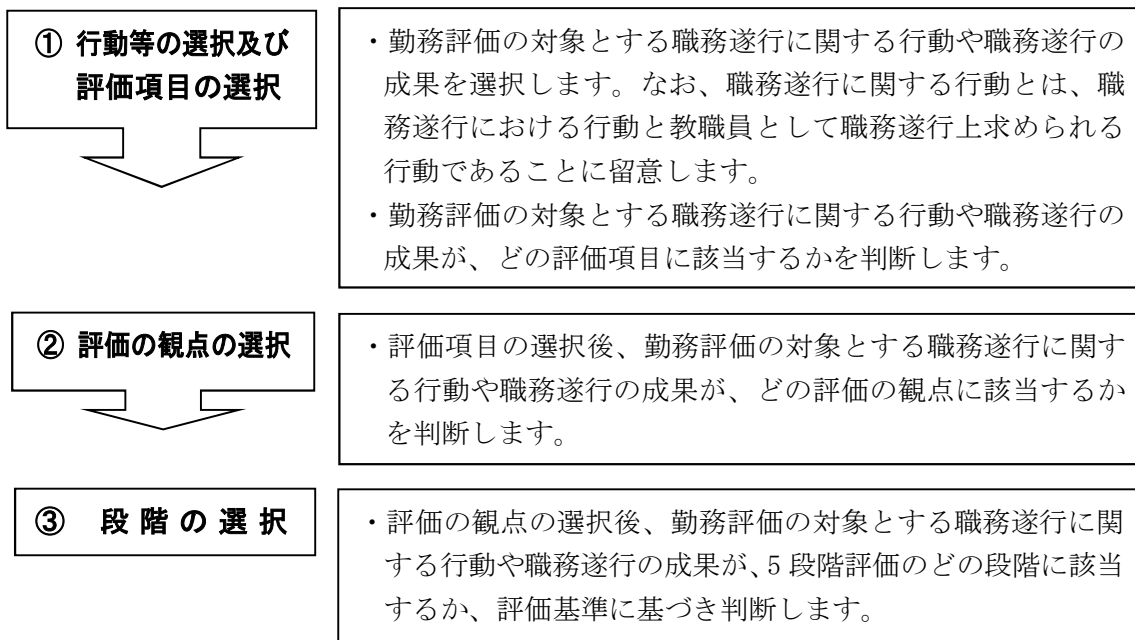 ① 行動等の選択及び
評価項目の選択
・勤務評価の対象とする職務遂行に関する行動や職務遂行の
成果を選択します。なお、職務遂行に関する行動とは、職
務遂行における行動と教職員として職務遂行上求められる
行動であることに留意します。
・勤務評価の対象とする職務遂行に関する行動や職務遂行の
成果が、どの評価項目に該当するかを判断します。
② 評価の観点の選択
・評価項目の選択後、勤務評価の対象とする職務遂行に関す
る行動や職務遂行の成果が、どの評価の観点に該当するか
を判断します。
③ 段 階 の 選 択
・評価の観点の選択後、勤務評価の対象とする職務遂行に関
する行動や職務遂行の成果が、5 段階評価のどの段階に該当
するか、評価基準に基づき判断します。